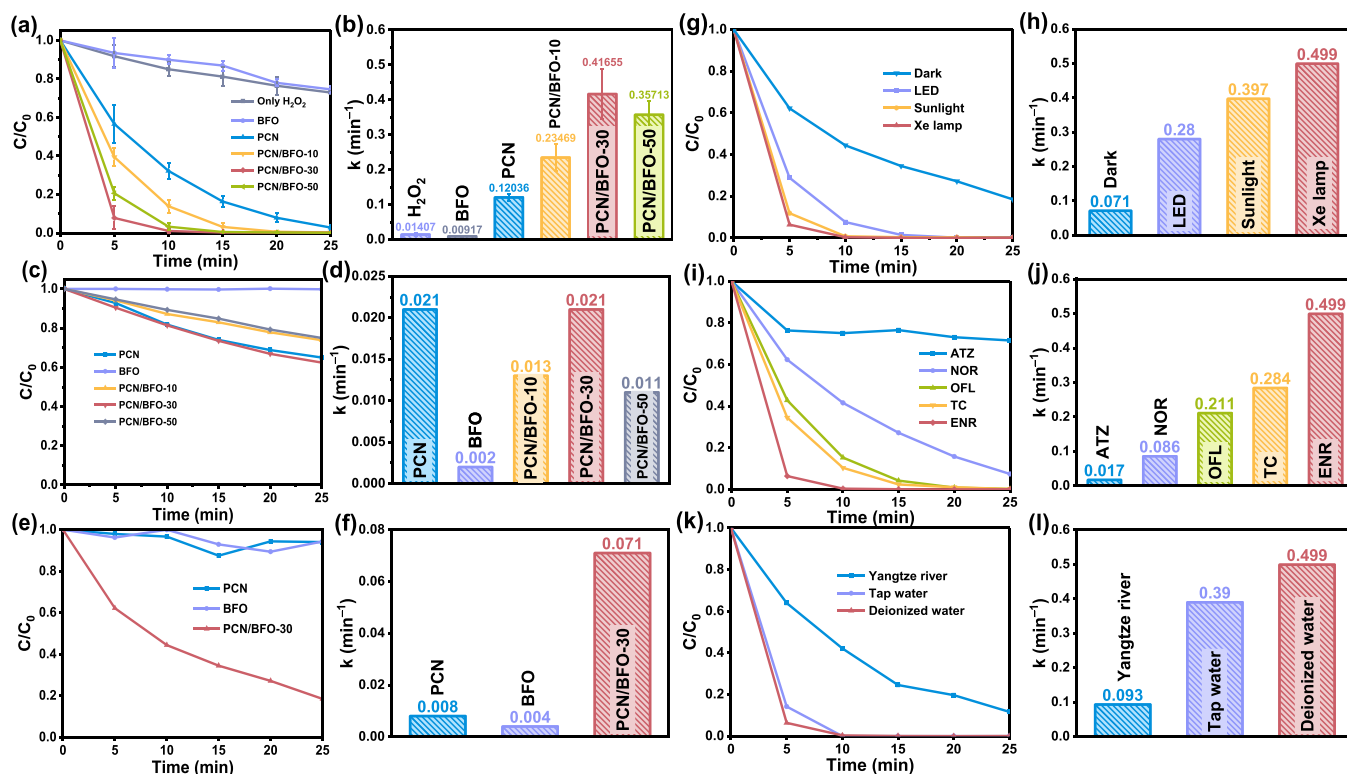 (a)
C/C0
1.0
0.8
0.6
0.4
0.2
0.0
Only H2O2
BFO
PCN
PCN/BFO-10
PCN/BFO-30
PCN/BFO-50
0 5 10 15 20 25
Time (min)
(b)
k (min−1)
0.6
0.5
0.4
0.3
0.2
0.1
0.0
H2O2
0.01407
BFO
0.00917
PCN
0.12036
PCN/BFO-10
0.23469
0.41655
PCN/BFO-30
0.35713
PCN/BFO-50
(g)
C/C0
1.0
0.8
0.6
0.4
0.2
0.0
Dark
LED
Sunlight
Xe lamp
0 5 10 15 20 25
Time (min)
(h)
k (min−1)
0.6
0.5
0.4
0.3
0.2
0.1
0.0
Dark
0.071
0.28
LED
0.397
Sunlight
0.499
Xe lamp
(c)
C/C0
1.0
0.8
0.6
0.4
0.2
0.0
PCN
BFO
PCN/BFO-10
PCN/BFO-30
PCN/BFO-50
0 5 10 15 20 25
Time (min)
(d)
k (min−1)
0.025
0.020
0.015
0.010
0.005
0.000
0.021
PCN
BFO
0.002
0.013
PCN/BFO-10
0.021
PCN/BFO-30
0.011
PCN/BFO-50
(i)
C/C0
1.0
0.8
0.6
0.4
0.2
0.0
ATZ
NOR
OFL
TC
ENR
0 5 10 15 20 25
Time (min)
(j)
k (min−1)
0.6
0.5
0.4
0.3
0.2
0.1
0.0
ATZ
0.017
NOR
0.086
0.211
OFL
0.284
TC
0.499
ENR
(e)
C/C0
1.0
0.8
0.6
0.4
0.2
0.0
PCN
BFO
PCN/BFO-30
0 5 10 15 20 25
Time (min)
(f)
k (min−1)
0.08
0.06
0.04
0.02
0.00
PCN
0.008
BFO
0.004
0.071
PCN/BFO-30
(k)
C/C0
1.0
0.8
0.6
0.4
0.2
0.0
Yangtze river
Tap water
Deionized water
0 5 10 15 20 25
Time (min)
(l)
k (min−1)
0.6
0.5
0.4
0.3
0.2
0.1
0.0
Yangtze river
0.093
0.39
Tap water
0.499
Deionized water